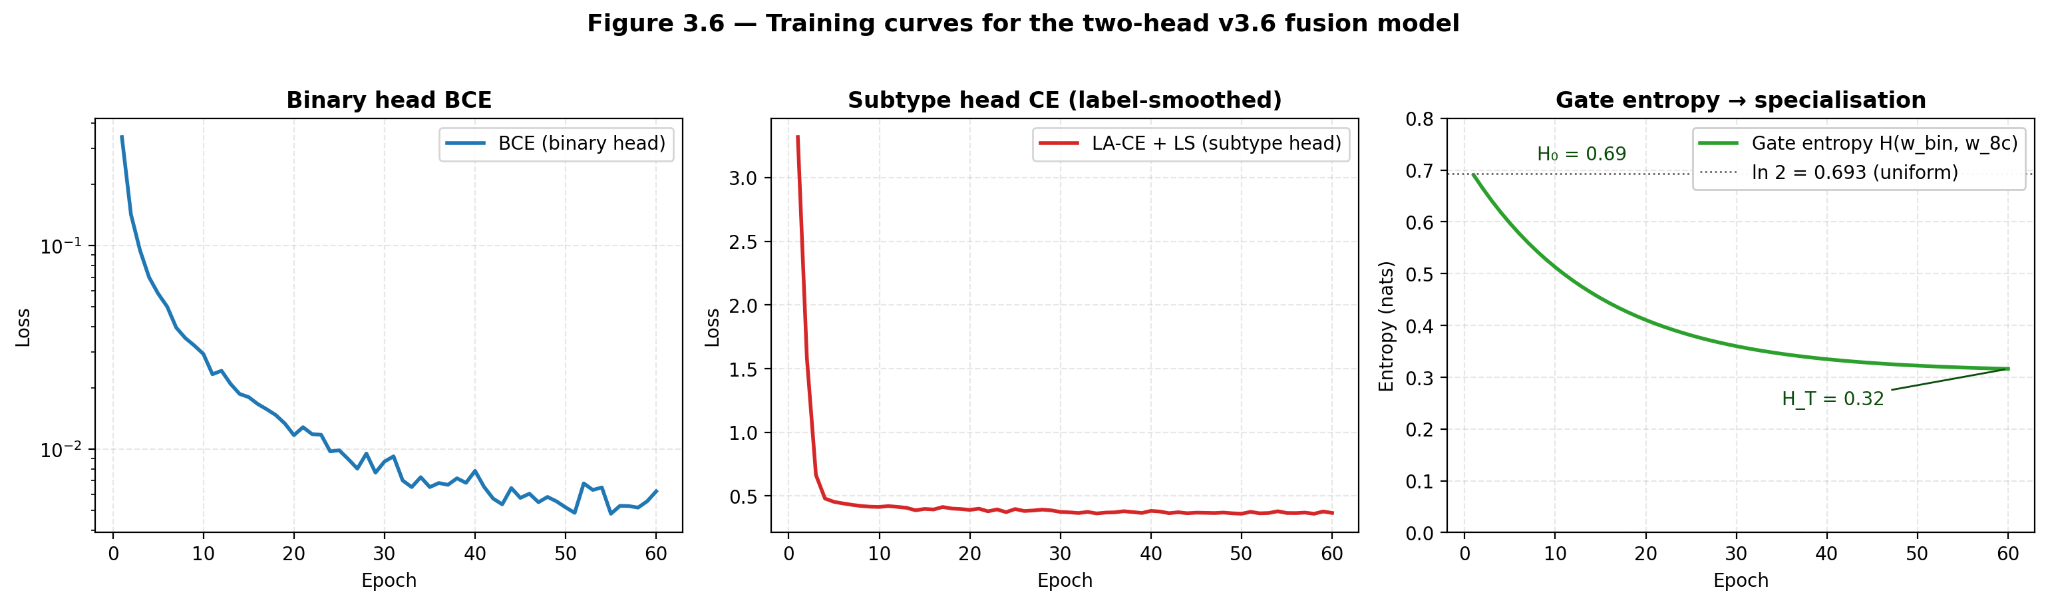 Figure 3.6 — Training curves for the two-head v3.6 fusion model
Binary head BCE
BCE (binary head)
10⁻¹
10⁻²
Loss
0 10 20 30 40 50 60
Epoch
Subtype head CE (label-smoothed)
LA-CE + LS (subtype head)
3.0
2.5
2.0
1.5
1.0
0.5
Loss
0 10 20 30 40 50 60
Epoch
Gate entropy → specialisation
Gate entropy H(w_bin, w_8c)
ln 2 = 0.693 (uniform)
H₀ = 0.69
H_T = 0.32
0.8
0.7
0.6
0.5
0.4
0.3
0.2
0.1
0.0
Entropy (nats)
0 10 20 30 40 50 60
Epoch